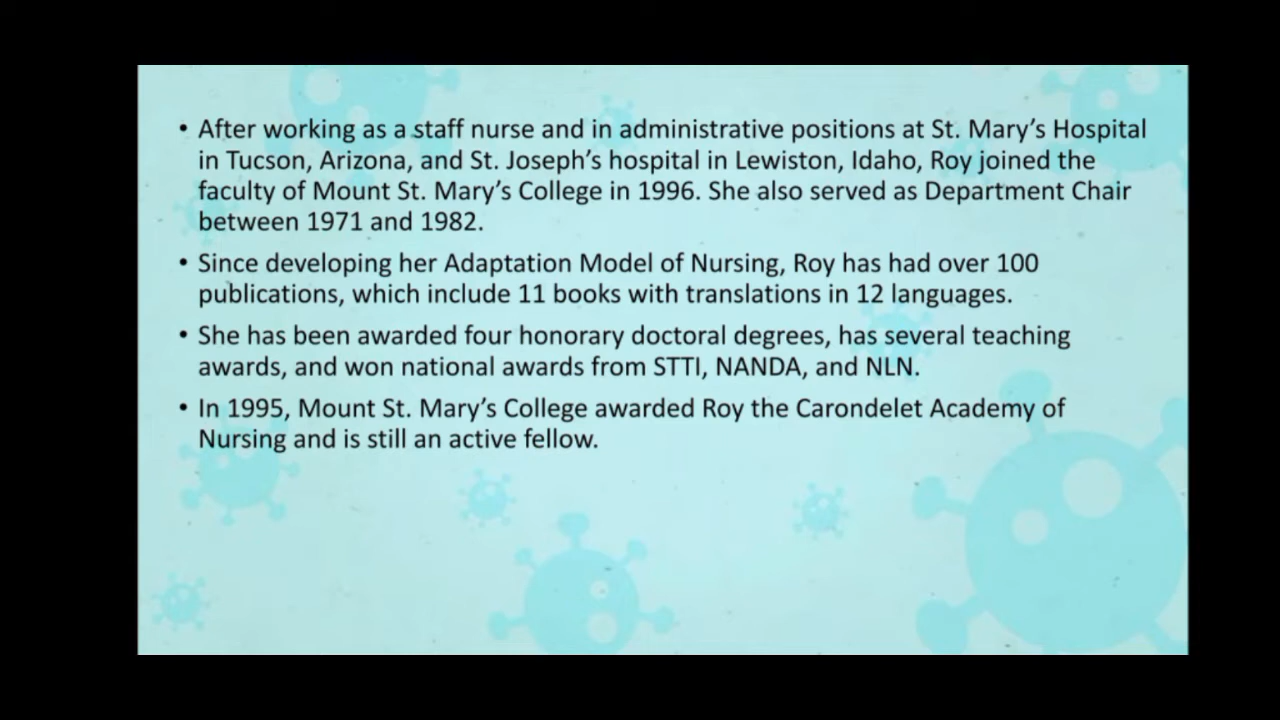 • After working as a staff nurse and in administrative positions at St. Mary's Hospital
in Tucson, Arizona, and St. Joseph's hospital in Lewiston, Idaho, Roy joined the
faculty of Mount St. Mary's College in 1996. She also served as Department Chair
between 1971 and 1982.
• Since developing her Adaptation Model of Nursing, Roy has had over 100
publications, which include 11 books with translations in 12 languages.
• She has been awarded four honorary doctoral degrees, has several teaching
awards, and won national awards from STTI, NANDA, and NLN.
• In 1995, Mount St. Mary's College awarded Roy the Carondelet Academy of
Nursing and is still an active fellow.